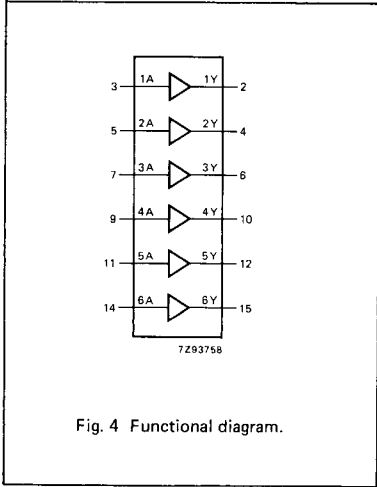 3 1A 1Y 2
5 2A 2Y 4
7 3A 3Y 6
9 4A 4Y 10
11 5A 5Y 12
14 6A 6Y 15
7Z93758
Fig. 4 Functional diagram.